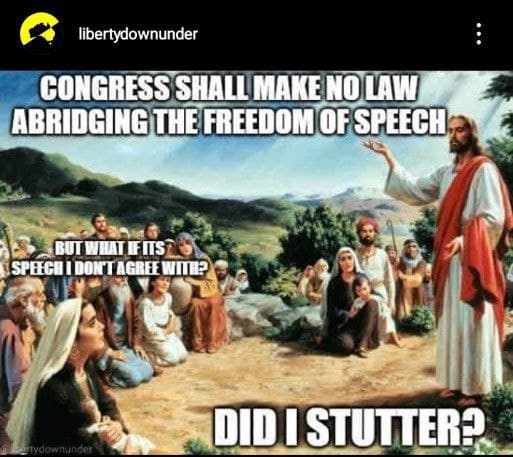 libertydownunder
CONGRESS SHALL MAKE NO LAW
ABRIDGING THE FREEDOM OF SPEECH
BUT WHAT IF ITS
SPEECH I DON'T AGREE WITH?
DID I STUTTER?